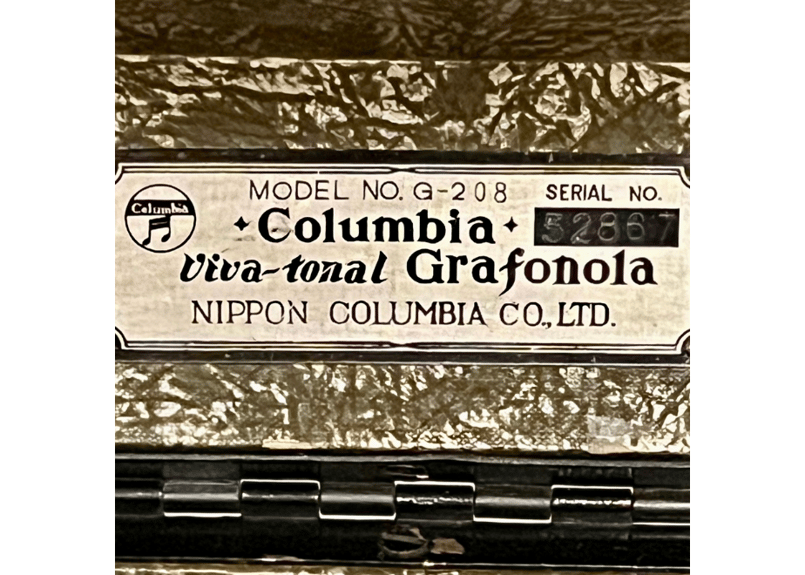 MODEL NO. G-208 SERIAL NO.
Columbia
Columbia 52867
Viva-tonal Grafonola
NIPPON COLUMBIA CO., LTD.